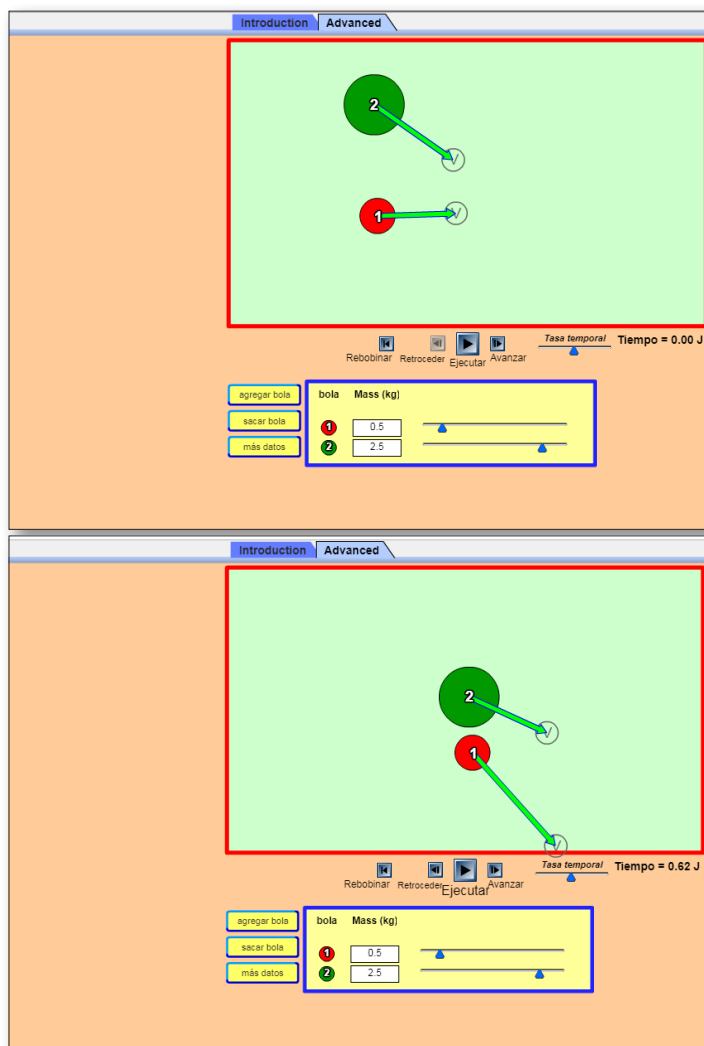 Introduction Advanced
2
V
1
V
Tasa temporal Tiempo = 0.00 J
Rebobinar Retroceder Ejecutar Avanzar
agregar bola bola Mass (kg)
sacar bola 1 0.5
más datos 2 2.5
Introduction Advanced
2
V
1
V
Tasa temporal Tiempo = 0.62 J
Rebobinar Retroceder Ejecutar Avanzar
agregar bola bola Mass (kg)
sacar bola 1 0.5
más datos 2 2.5